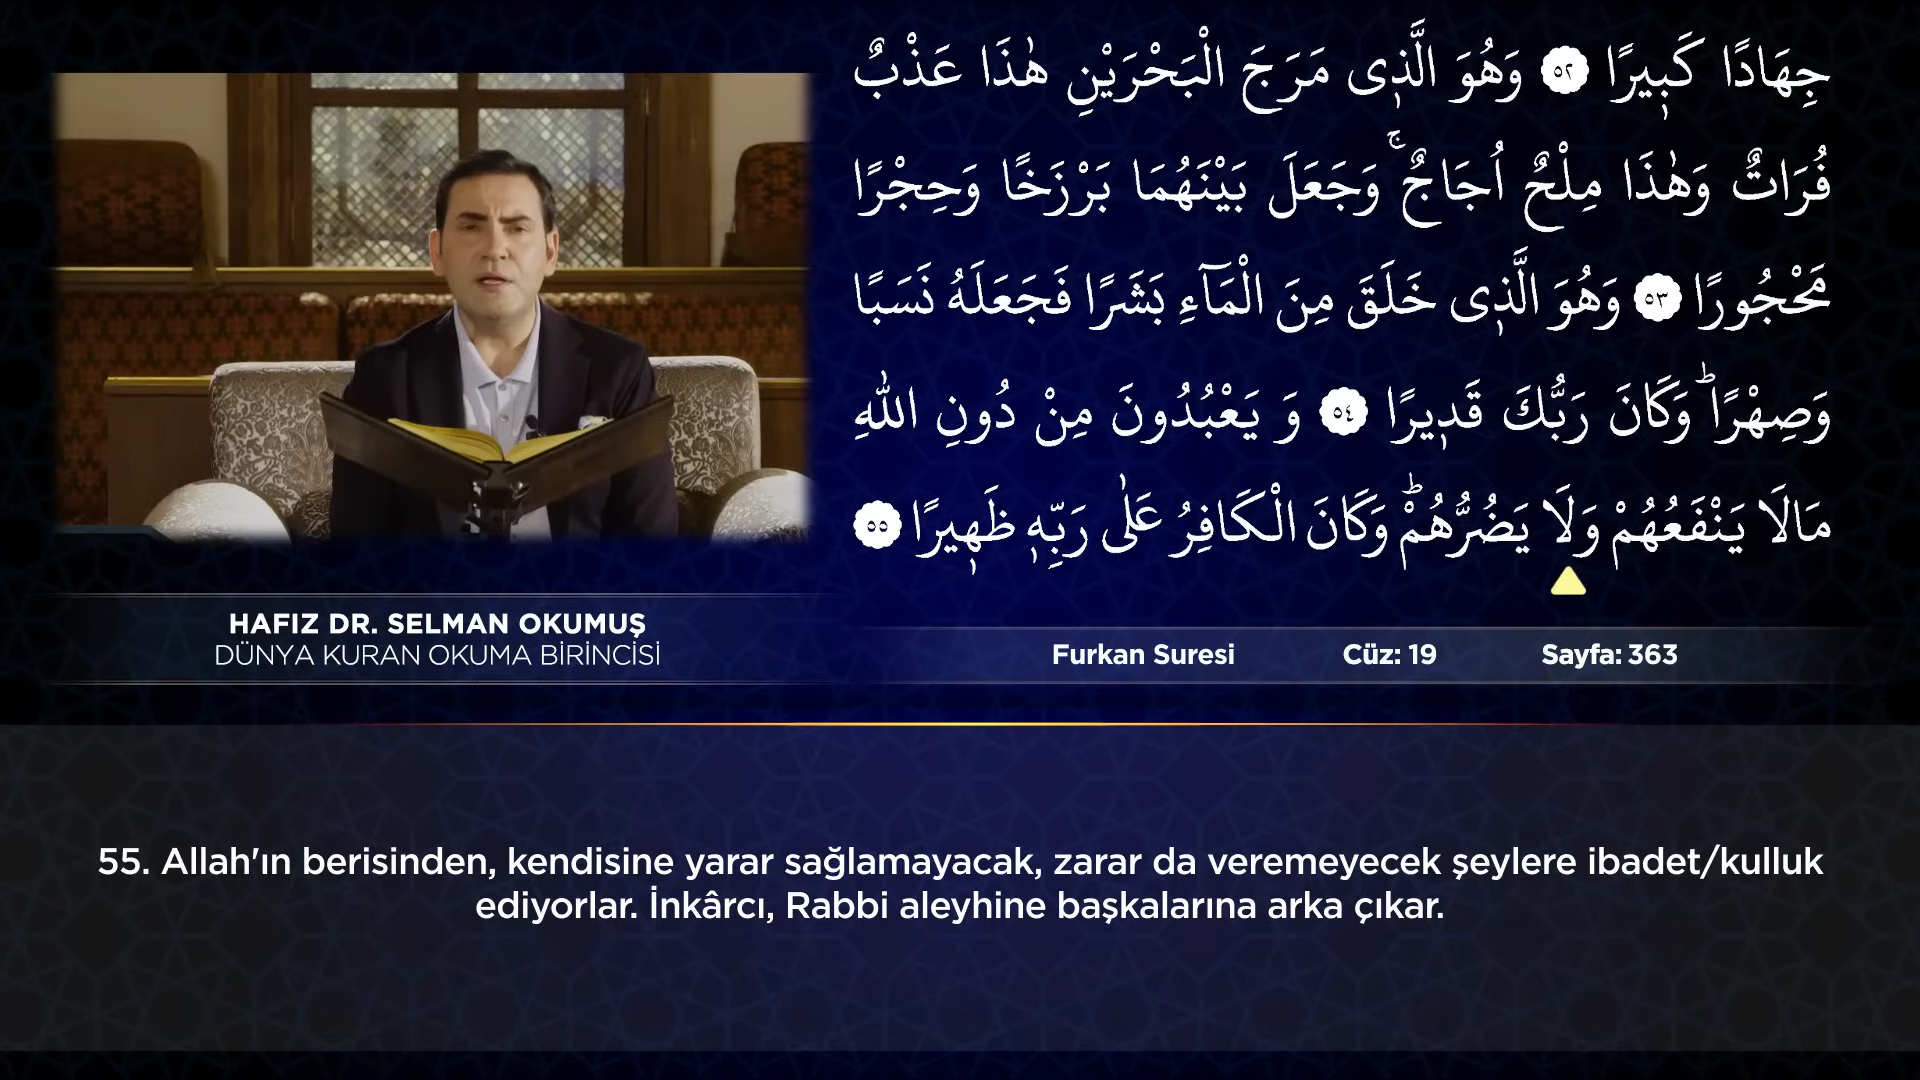 جِهَادًا كَبٖيرًا ﴿٥٢﴾ وَهُوَ الَّذٖى مَرَجَ الْبَحْرَيْنِ هٰذَا عَذْبٌ
فُرَاتٌ وَهٰذَا مِلْحٌ اُجَاجٌۚ وَجَعَلَ بَيْنَهُمَا بَرْزَخًا وَحِجْرًا
مَحْجُورًا ﴿٥٣﴾ وَهُوَ الَّذٖى خَلَقَ مِنَ الْمَٓاءِ بَشَرًا فَجَعَلَهُ نَسَبًا
وَصِهْرًاؕ وَكَانَ رَبُّكَ قَدٖيرًا ﴿٥٤﴾ وَ يَعْبُدُونَ مِنْ دُونِ اللّٰهِ
مَالَا يَنْفَعُهُمْ وَلَا يَضُرُّهُمْؕ وَكَانَ الْكَافِرُ عَلٰى رَبِّهٖ ظَهٖيرًا ﴿٥٥﴾
HAFIZ DR. SELMAN OKUMUŞ
DÜNYA KURAN OKUMA BİRİNCİSİ
Furkan Suresi Cüz: 19 Sayfa: 363
55. Allah'ın berisinden, kendisine yarar sağlamayacak, zarar da veremeyecek şeylere ibadet/kulluk
ediyorlar. İnkârcı, Rabbi aleyhine başkalarına arka çıkar.